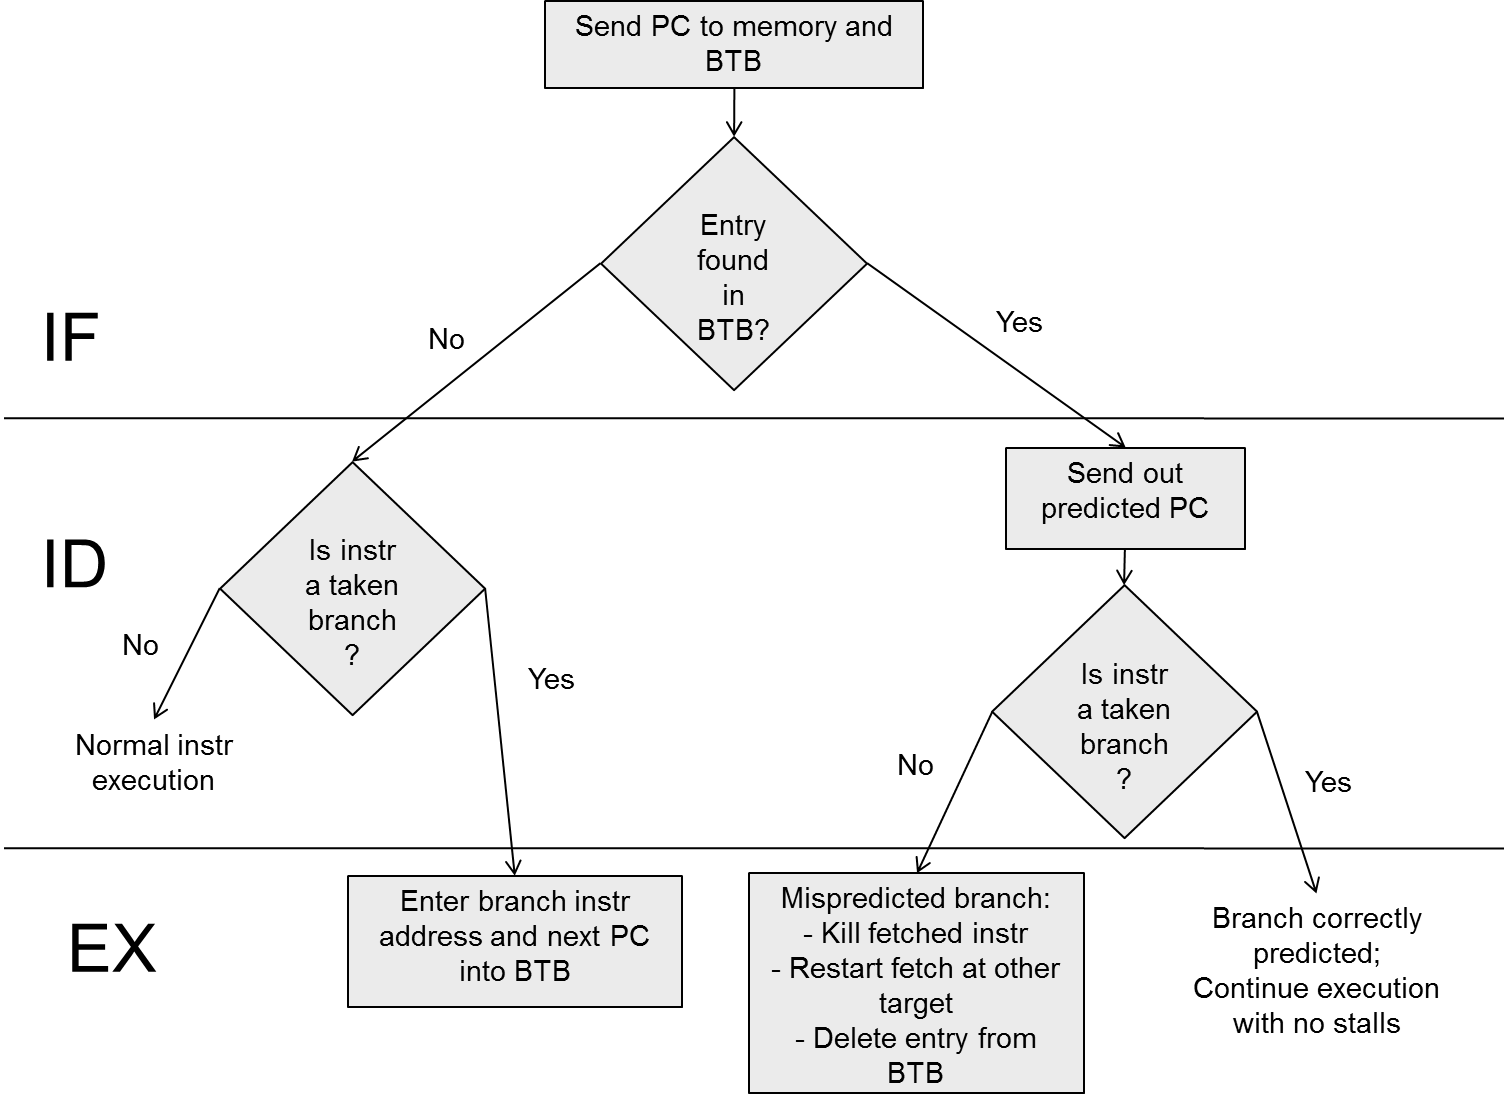 Send PC to memory and
BTB
Entry
found
in
BTB?
No
Yes
IF
Send out
predicted PC
ID
Is instr
a taken
branch
?
No
Yes
Normal instr
execution
Is instr
a taken
branch
?
No
Yes
EX
Enter branch instr
address and next PC
into BTB
Mispredicted branch:
- Kill fetched instr
- Restart fetch at other
target
- Delete entry from
BTB
Branch correctly
predicted;
Continue execution
with no stalls